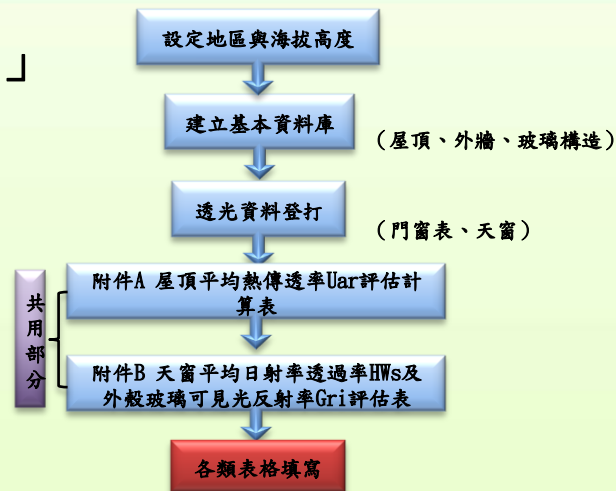 設定地區與海拔高度
」
建立基本資料庫
(屋頂、外牆、玻璃構造)
透光資料登打
(門窗表、天窗)
共用部分
附件A 屋頂平均熱傳透率Uar評估計
算表
附件B 天窗平均日射率透過率HWs及
外殼玻璃可見光反射率Gri評估表
各類表格填寫